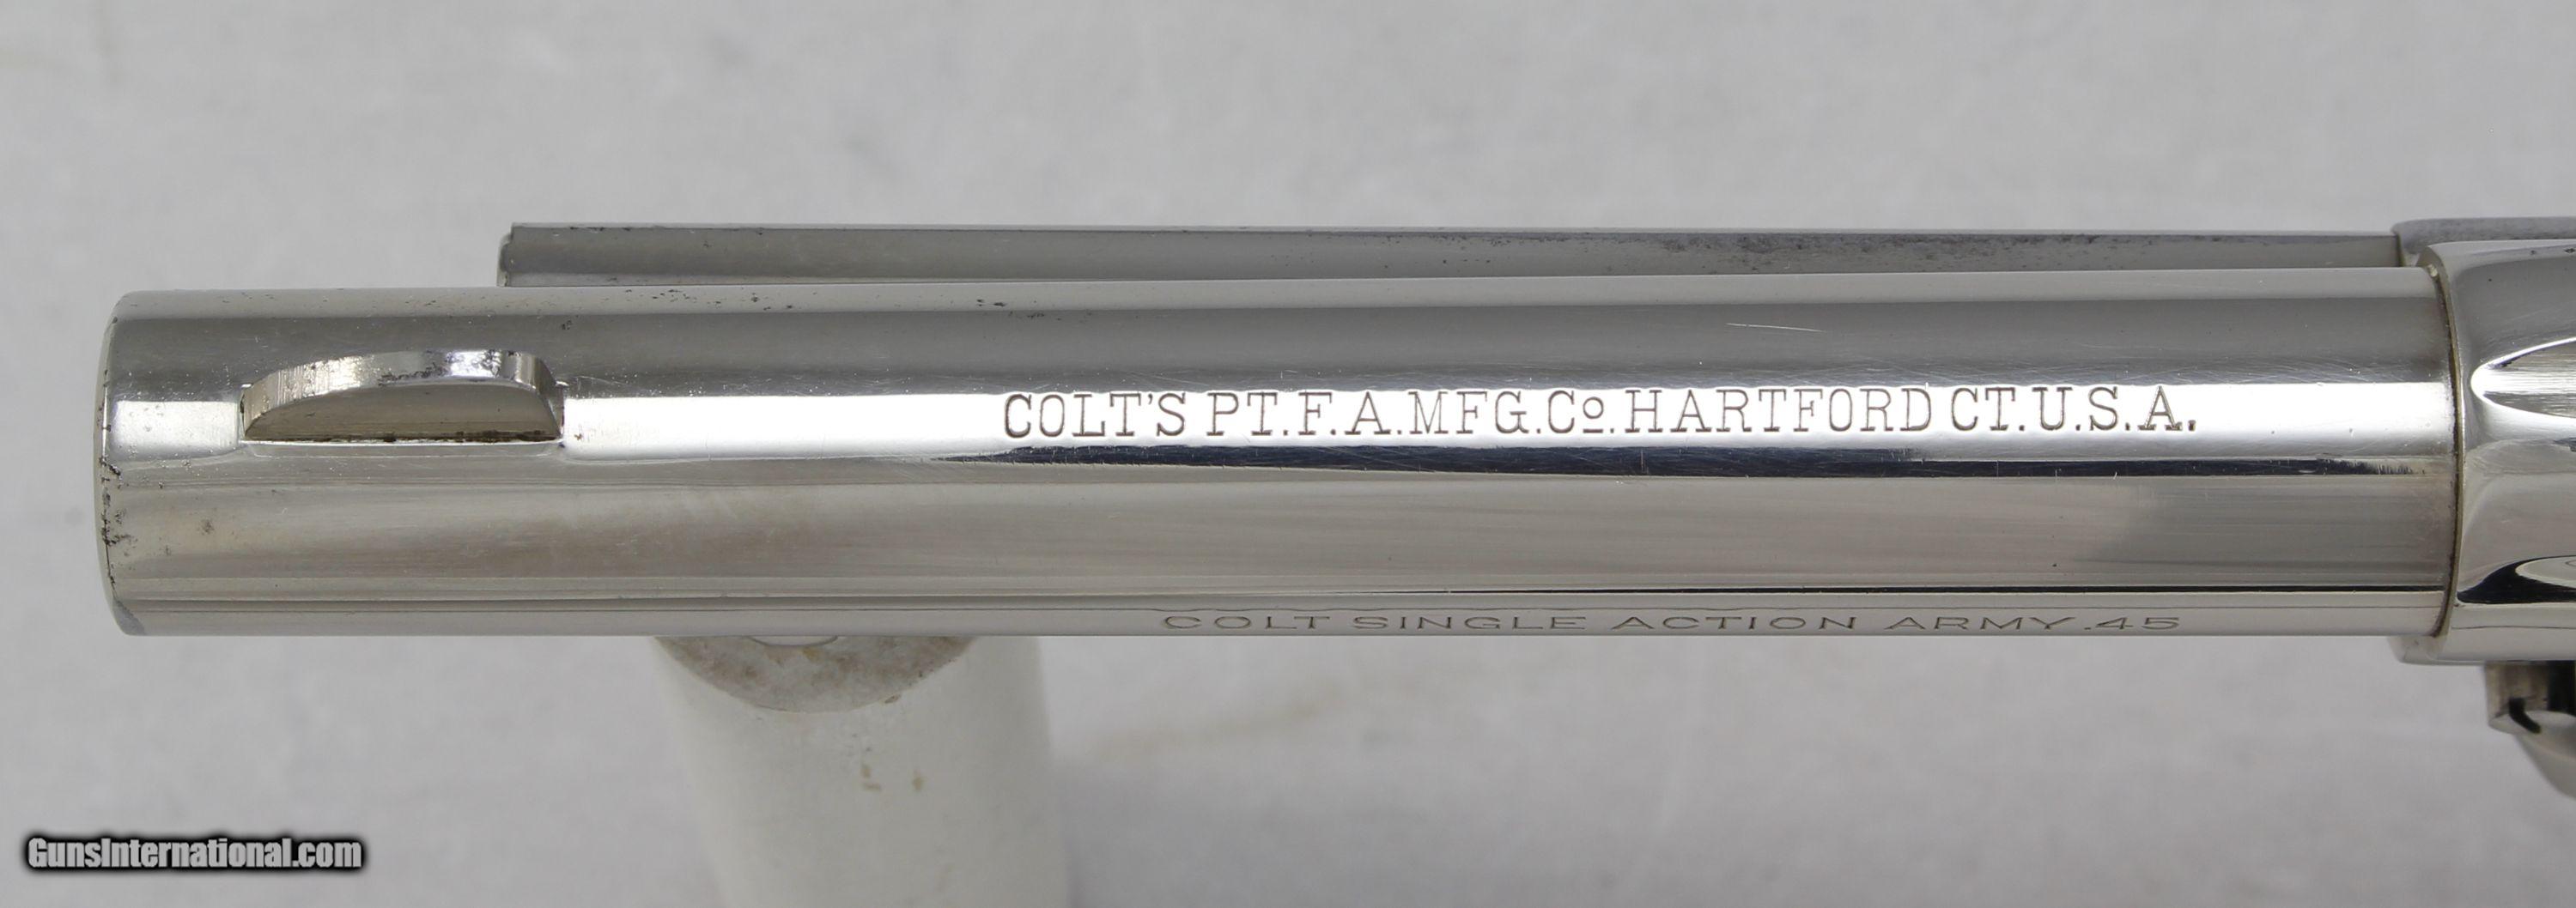 COLT'S PT.F.A.MFG.Cº.HARTFORD CT.U.S.A.
COLT SINGLE ACTION ARMY .45
GunsInternational.com